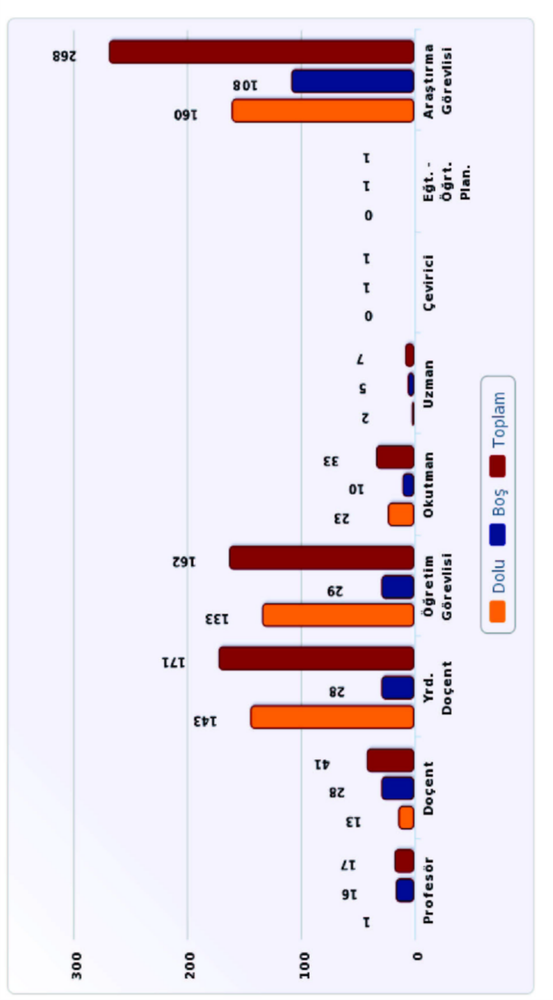 300
200
100
0
1
16
17
13
28
41
143
28
171
133
29
162
23
10
33
2
5
7
0
1
1
0
1
1
160
108
268
Profesör
Doçent
Yrd.
Doçent
Öğretim
Görevlisi
Okutman
Uzman
Çevirici
Eğt. -
Öğrt.
Plan.
Araştırma
Görevlisi
Dolu Boş Toplam